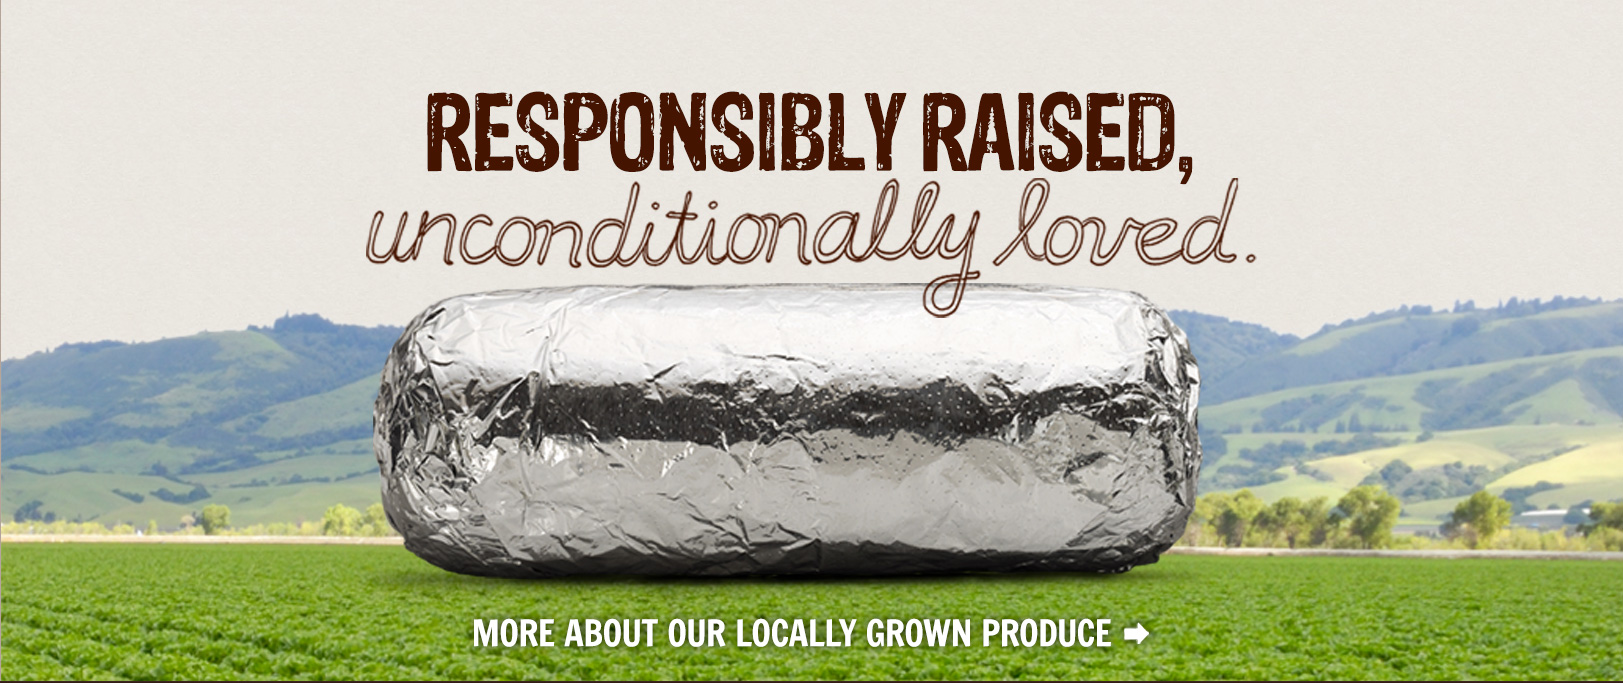 RESPONSIBLY RAISED,
unconditionally loved.
MORE ABOUT OUR LOCALLY GROWN PRODUCE ➡